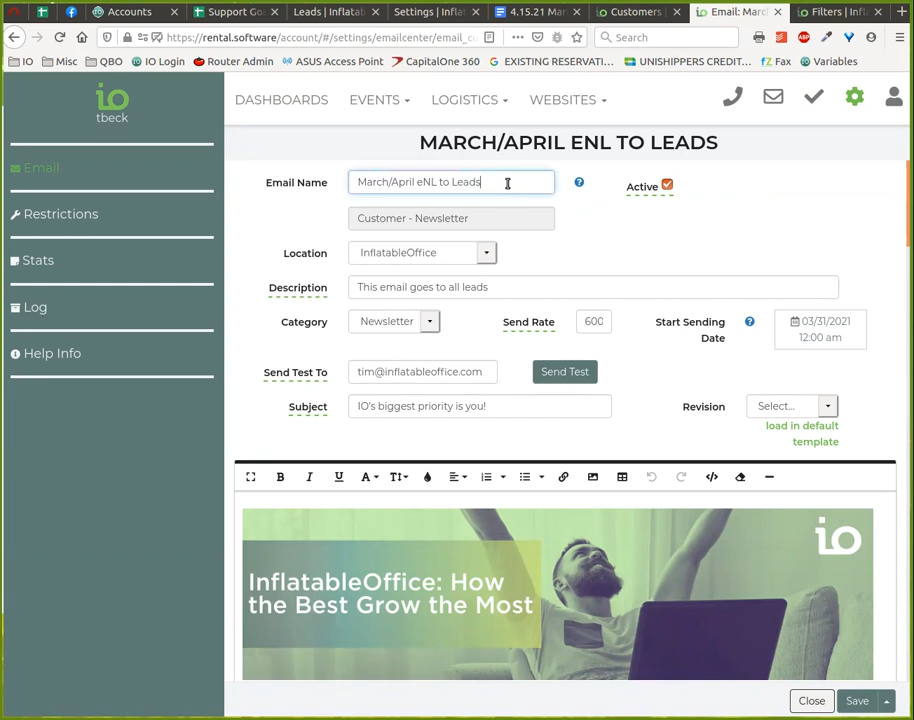 Accounts
Support Go
Leads | Inflatab
Settings | Inflat
4.15.21 Mar
Customers |
Email: March
Filters | Infl
https://rental.software/account/#/settings/emailcenter/email_cu
Search
IO
Misc
QBO
IO Login
Router Admin
ASUS Access Point
CapitalOne 360
EXISTING RESERVATI...
UNISHIPPERS CREDIT...
Fax
Variables
io
tbeck
DASHBOARDS
EVENTS
LOGISTICS
WEBSITES
Email
Restrictions
Stats
Log
Help Info
MARCH/APRIL ENL TO LEADS
Email Name
March/April eNL to Leads
Active
Customer - Newsletter
Location
InflatableOffice
Description
This email goes to all leads
Category
Newsletter
Send Rate
600
Start Sending
Date
03/31/2021
12:00 am
Send Test To
tim@inflatableoffice.com
Send Test
Subject
IO's biggest priority is you!
Revision
Select...
load in default
template
io
InflatableOffice: How
the Best Grow the Most
Close
Save